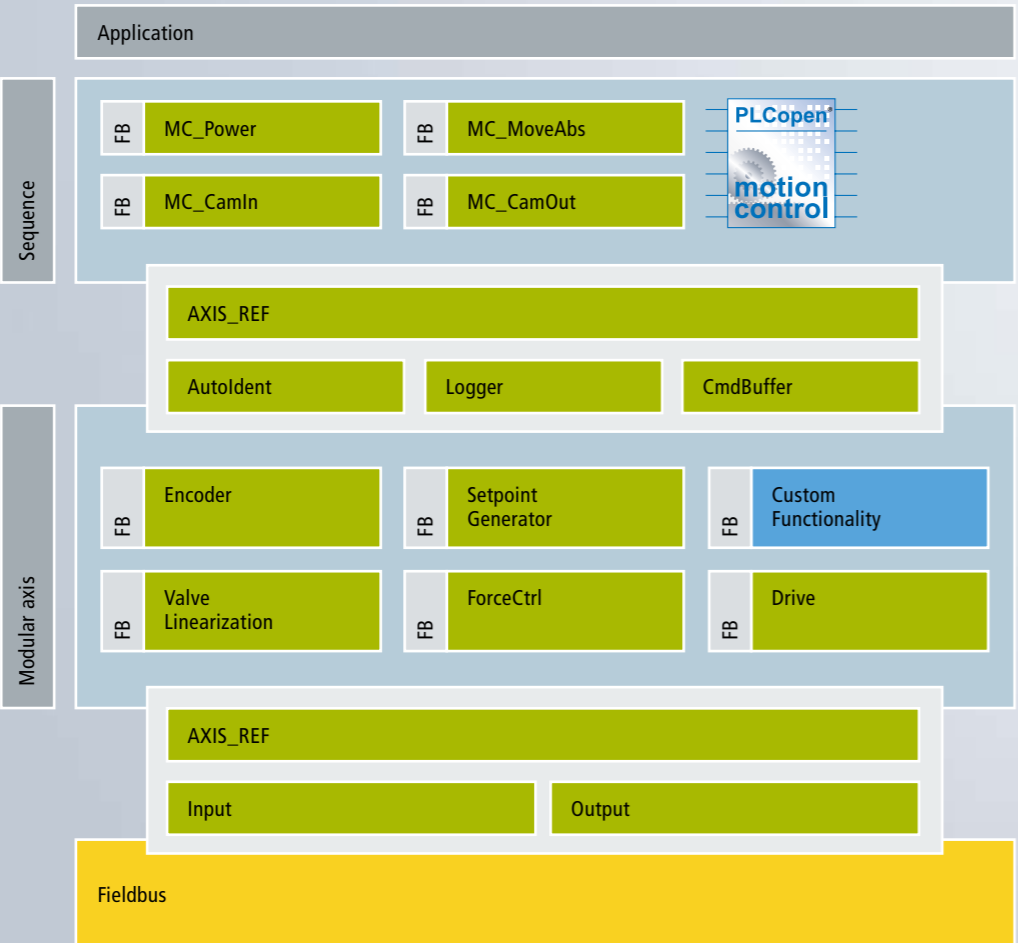 Application
Sequence
FB
MC_Power
FB
MC_MoveAbs
FB
MC_CamIn
FB
MC_CamOut
PLCopen®
motion
control
AXIS_REF
AutoIdent
Logger
CmdBuffer
Modular axis
FB
Encoder
FB
Setpoint
Generator
FB
Custom
Functionality
FB
Valve
Linearization
FB
ForceCtrl
FB
Drive
AXIS_REF
Input
Output
Fieldbus